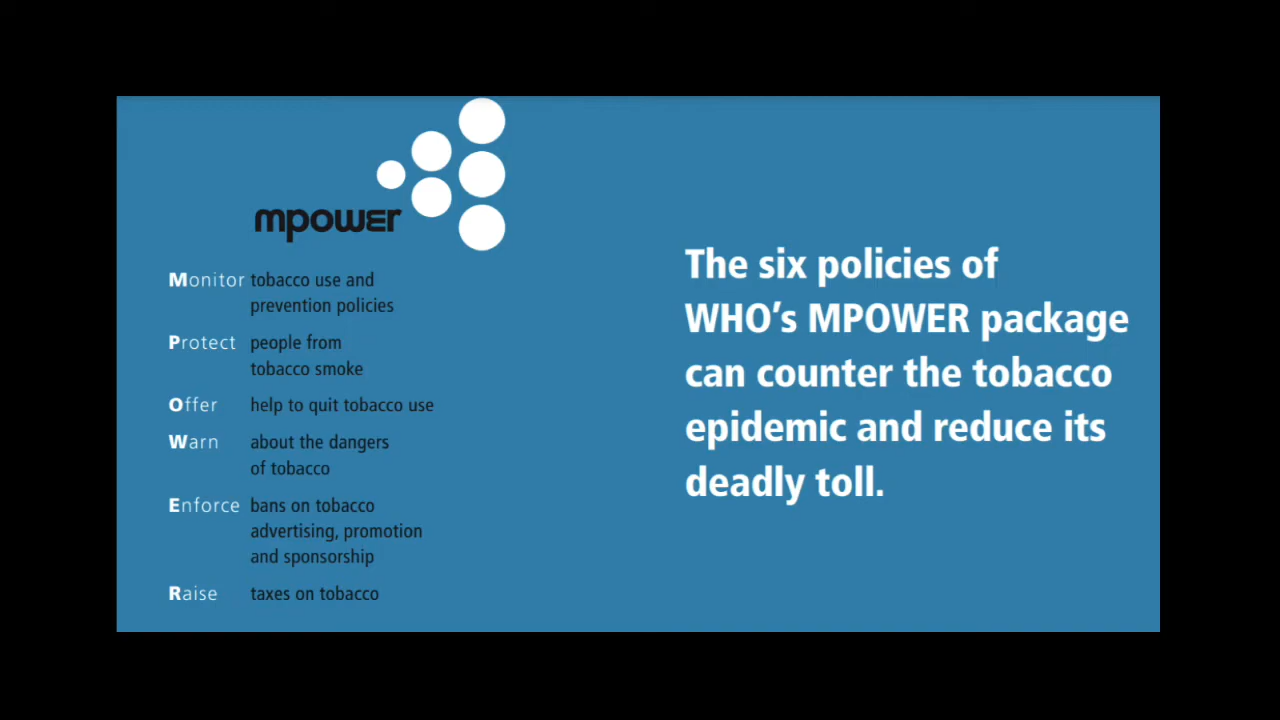 mpower
Monitor tobacco use and
prevention policies
Protect people from
tobacco smoke
Offer help to quit tobacco use
Warn about the dangers
of tobacco
Enforce bans on tobacco
advertising, promotion
and sponsorship
Raise taxes on tobacco
The six policies of
WHO’s MPOWER package
can counter the tobacco
epidemic and reduce its
deadly toll.